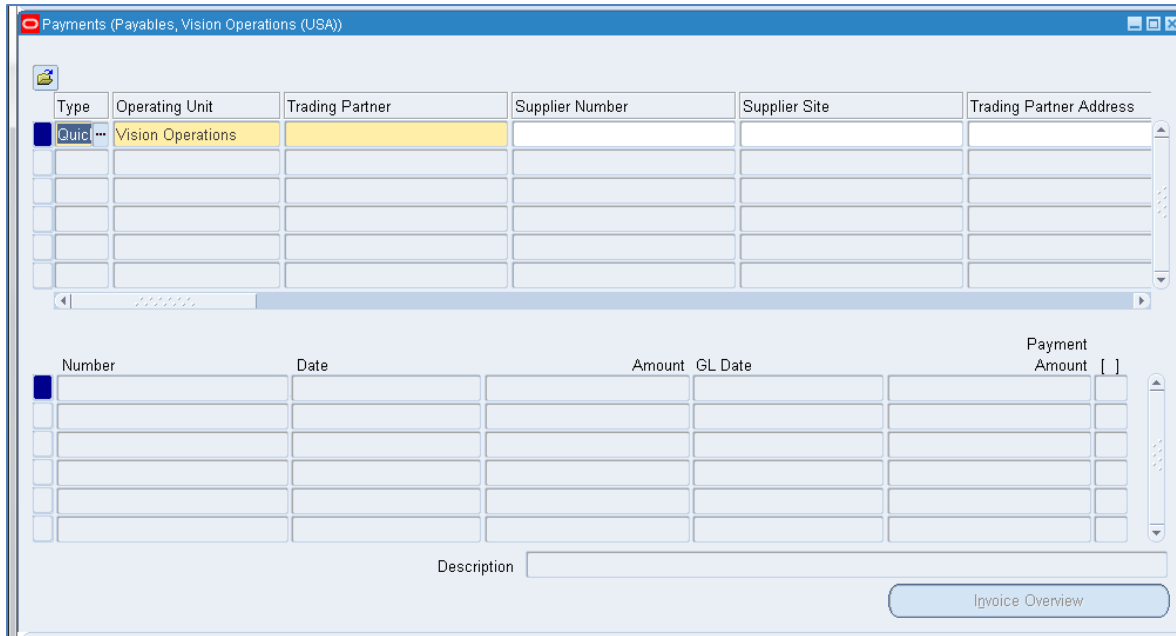 Payments (Payables, Vision Operations (USA))
Type Operating Unit Trading Partner Supplier Number Supplier Site Trading Partner Address
Quicl ... Vision Operations
Payment
Number Date Amount GL Date Amount [ ]
Description
Invoice Overview